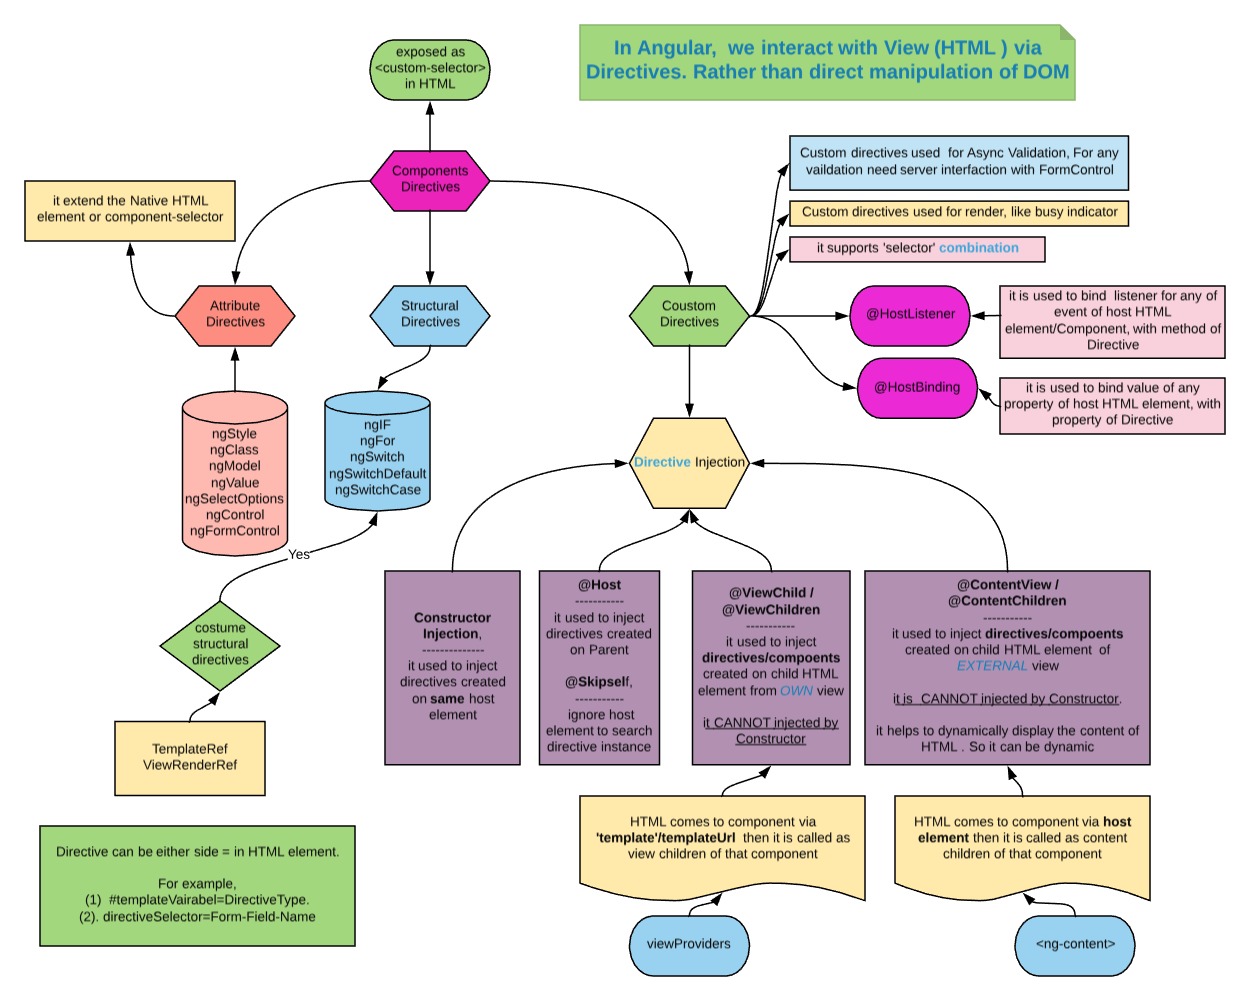 In Angular, we interact with View (HTML ) via
Directives. Rather than direct manipulation of DOM
exposed as
<custom-selector>
in HTML
Components
Directives
it extend the Native HTML
element or component-selector
Custom directives used for Async Validation, For any
vaildation need server interfaction with FormControl
Custom directives used for render, like busy indicator
it supports 'selector' combination
Attribute
Directives
Structural
Directives
Coustom
Directives
@HostListener
it is used to bind listener for any of
event of host HTML
element/Component, with method of
Directive
@HostBinding
it is used to bind value of any
property of host HTML element, with
property of Directive
ngStyle
ngClass
ngModel
ngValue
ngSelectOptions
ngControl
ngFormControl
ngIF
ngFor
ngSwitch
ngSwitchDefault
ngSwitchCase
Directive Injection
Yes
costume
structural
directives
TemplateRef
ViewRenderRef
Constructor
Injection,
--------------
it used to inject
directives created
on same host
element
@Host
-----------
it used to inject
directives created
on Parent
@Skipself,
-----------
ignore host
element to search
directive instance
@ViewChild /
@ViewChildren
-----------
it used to inject
directives/compoents
created on child HTML
element from OWN view
it CANNOT injected by
Constructor
@ContentView /
@ContentChildren
-----------
it used to inject directives/compoents
created on child HTML element of
EXTERNAL view
it is CANNOT injected by Constructor.
it helps to dynamically display the content of
HTML . So it can be dynamic
HTML comes to component via
'template'/templateUrl then it is called as
view children of that component
HTML comes to component via host
element then it is called as content
children of that component
viewProviders
<ng-content>
Directive can be either side = in HTML element.
For example,
(1) #templateVairabel=DirectiveType.
(2). directiveSelector=Form-Field-Name